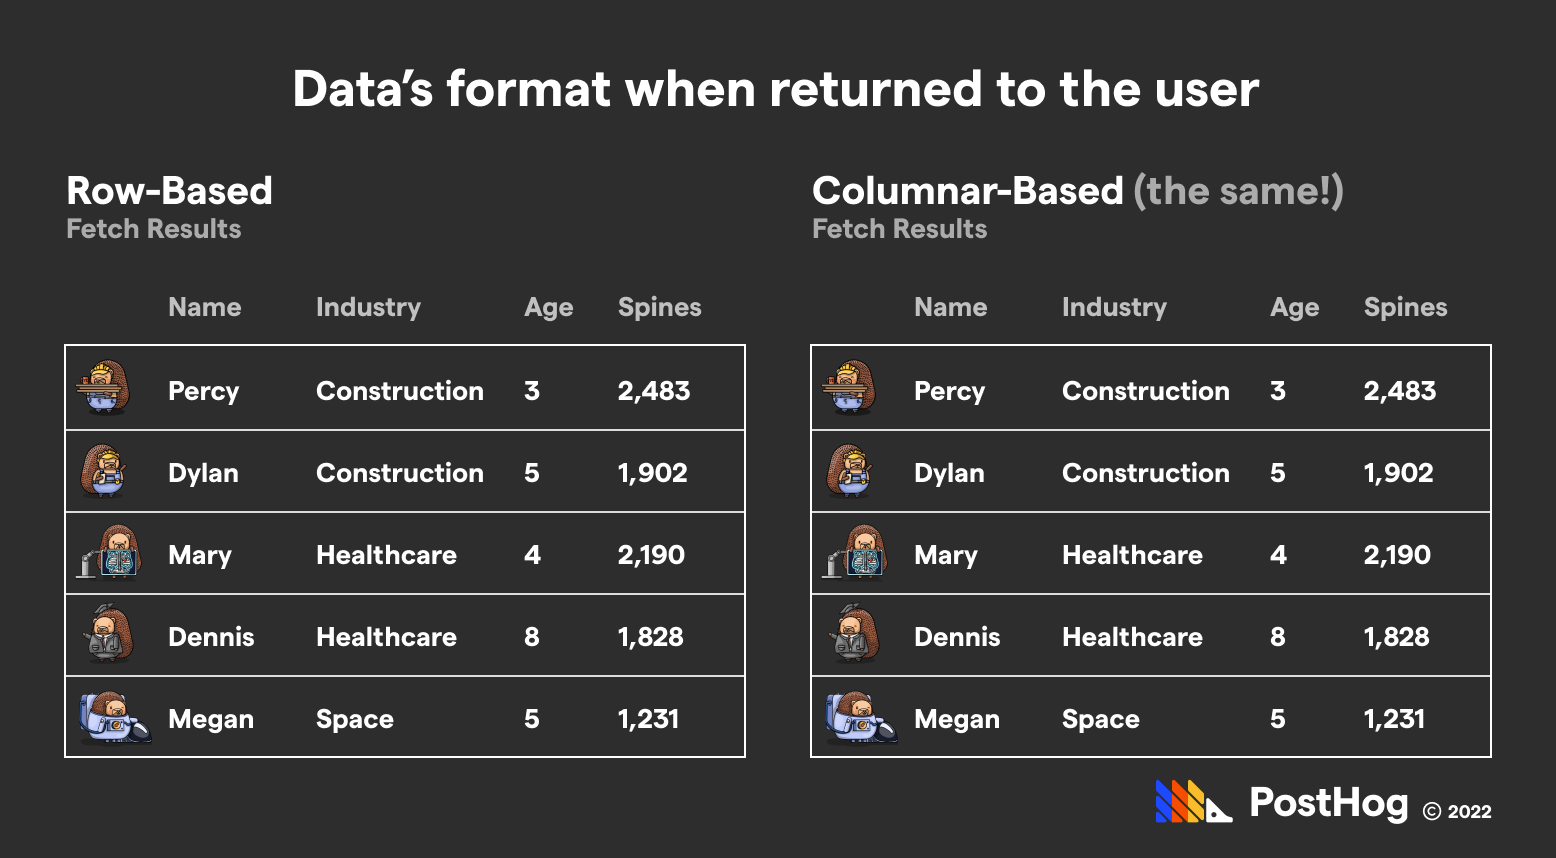 Data’s format when returned to the user
Row-Based
Fetch Results
Name Industry Age Spines
Percy Construction 3 2,483
Dylan Construction 5 1,902
Mary Healthcare 4 2,190
Dennis Healthcare 8 1,828
Megan Space 5 1,231
Columnar-Based (the same!)
Fetch Results
Name Industry Age Spines
Percy Construction 3 2,483
Dylan Construction 5 1,902
Mary Healthcare 4 2,190
Dennis Healthcare 8 1,828
Megan Space 5 1,231
PostHog © 2022